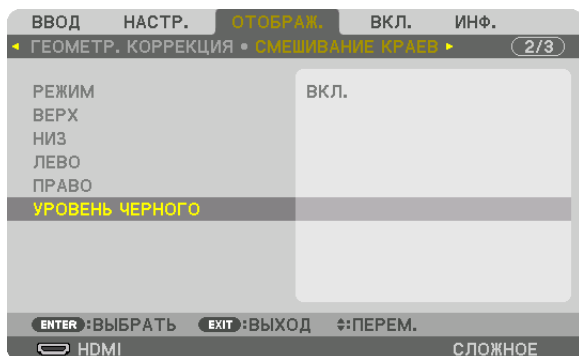 ВВОД НАСТР. ОТОБРАЖ. ВКЛ. ИНФ.
◂ ГЕОМЕТР. КОРРЕКЦИЯ • СМЕШИВАНИЕ КРАЕВ ▸ 2/3
РЕЖИМ ВКЛ.
ВЕРХ
НИЗ
ЛЕВО
ПРАВО
УРОВЕНЬ ЧЕРНОГО
ENTER :ВЫБРАТЬ EXIT :ВЫХОД ♦:ПЕРЕМ.
HDMI СЛОЖНОЕ